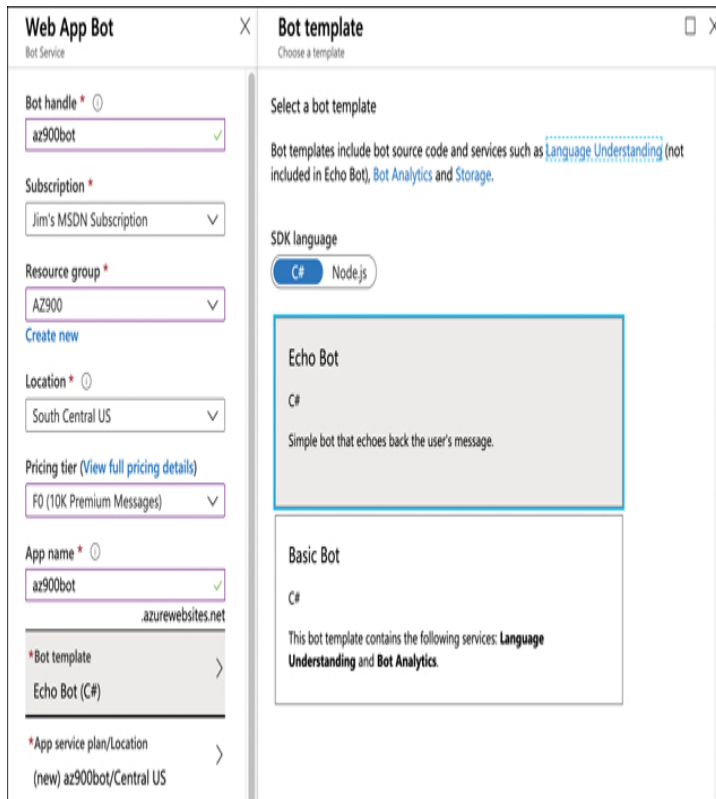 Web App Bot
Bot Service
Bot handle *
az900bot
Subscription *
Jim's MSDN Subscription
Resource group *
AZ900
Create new
Location *
South Central US
Pricing tier (View full pricing details)
F0 (10K Premium Messages)
App name *
az900bot
.azurewebsites.net
*Bot template
Echo Bot (C#)
*App service plan/Location
(new) az900bot/Central US
Bot template
Choose a template
Select a bot template
Bot templates include bot source code and services such as Language Understanding (not
included in Echo Bot), Bot Analytics and Storage.
SDK language
C# Node.js
Echo Bot
C#
Simple bot that echoes back the user's message.
Basic Bot
C#
This bot template contains the following services: Language
Understanding and Bot Analytics.